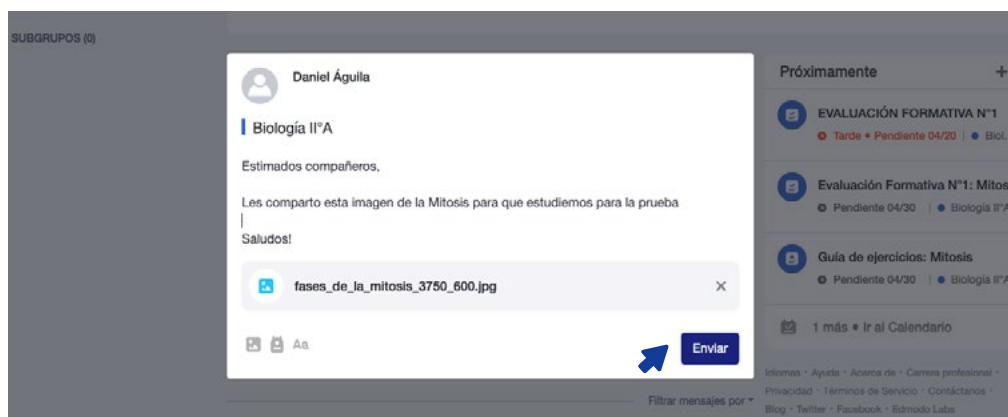 SUBGRUPOS (0)
Daniel Águila
Biología II°A
Estimados compañeros,
Les comparto esta imagen de la Mitosis para que estudiemos para la prueba
Saludos!
fases_de_la_mitosis_3750_600.jpg
Aa
Enviar
Filtrar mensajes por
Próximamente
EVALUACIÓN FORMATIVA N°1
Tarde • Pendiente 04/20 | • Biol.
Evaluación Formativa N°1: Mitos
Pendiente 04/30 | • Biología II°A
Guía de ejercicios: Mitosis
Pendiente 04/30 | • Biología II°A
1 más • Ir al Calendario
Idiomas · Ayuda · Acerca de · Carrera profesional ·
Privacidad · Términos de Servicio · Contáctanos ·
Blog · Twitter · Facebook · Edmodo Labs